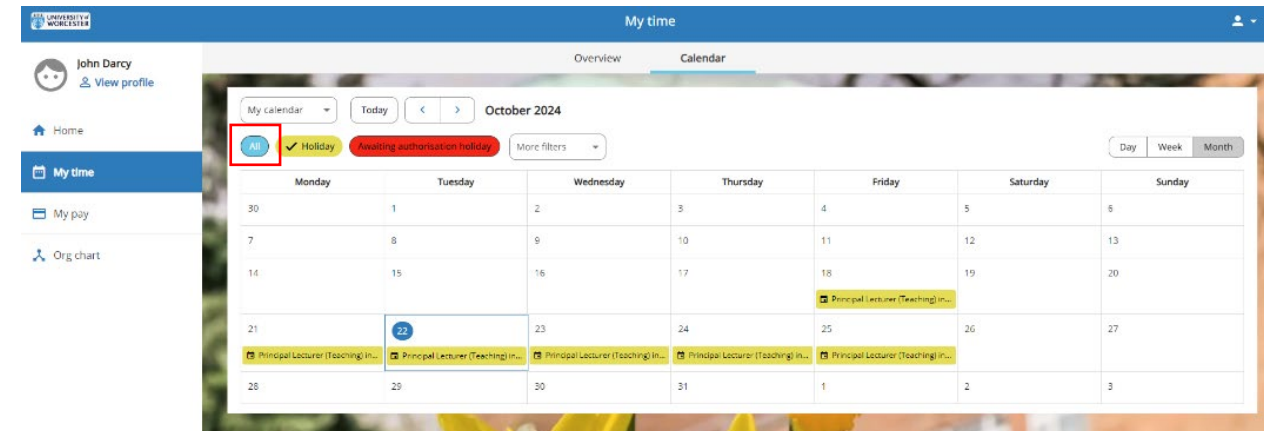 UNIVERSITY of
WORCESTER
My time
John Darcy
View profile
Home
My time
My pay
Org chart
Overview Calendar
My calendar Today October 2024
All Holiday Awaiting authorisation holiday More filters
Day Week Month
Monday Tuesday Wednesday Thursday Friday Saturday Sunday
30 1 2 3 4 5 6
7 8 9 10 11 12 13
14 15 16 17 18 19 20
Principal Lecturer (Teaching) in...
21 22 23 24 25 26 27
Principal Lecturer (Teaching) in... Principal Lecturer (Teaching) in... Principal Lecturer (Teaching) in... Principal Lecturer (Teaching) in... Principal Lecturer (Teaching) in...
28 29 30 31 1 2 3